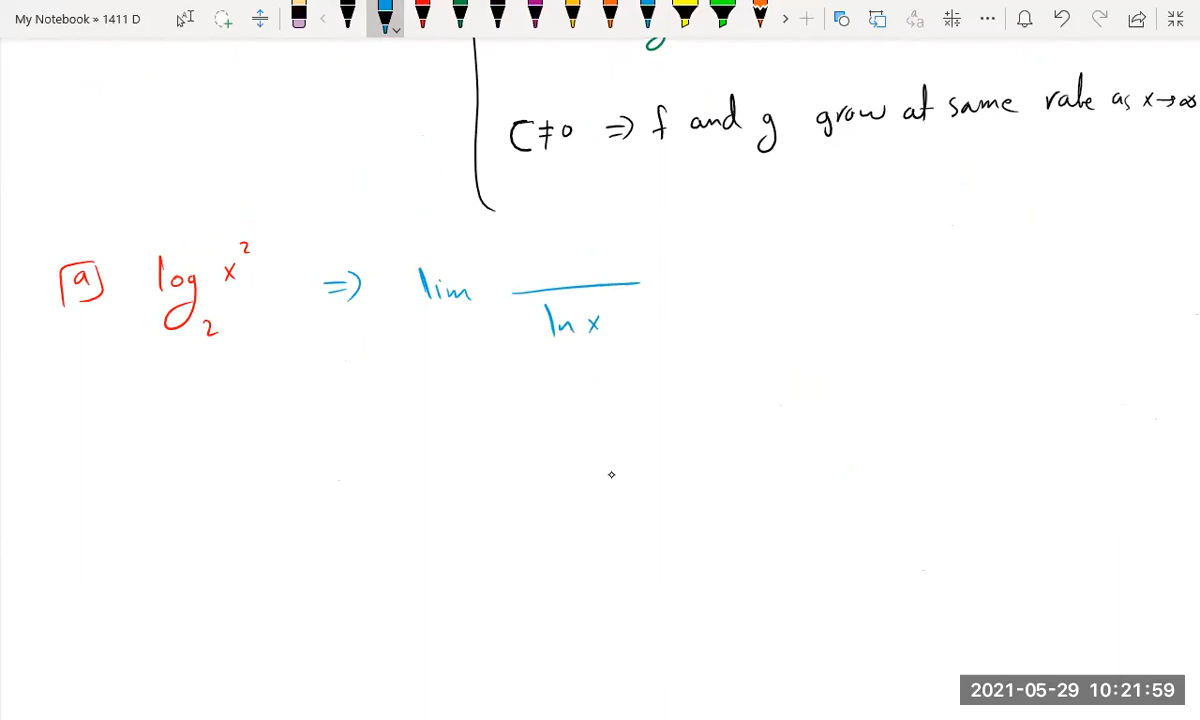 My Notebook » 1411 D
C≠0 ⇒ f and g grow at same rate as x→∞
a log₂ x² ⇒ lim ___
ln x
2021-05-29 10:21:59